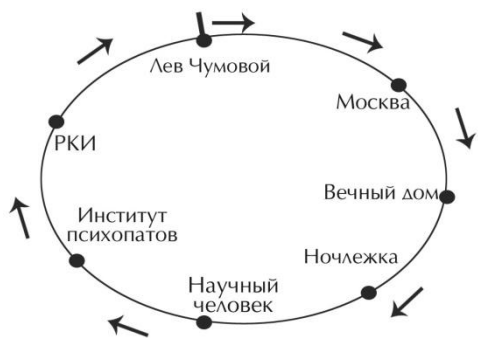 Лев Чумовой
Москва
РКИ
Вечный дом
Институт
психопатов
Ночлежка
Научный
человек